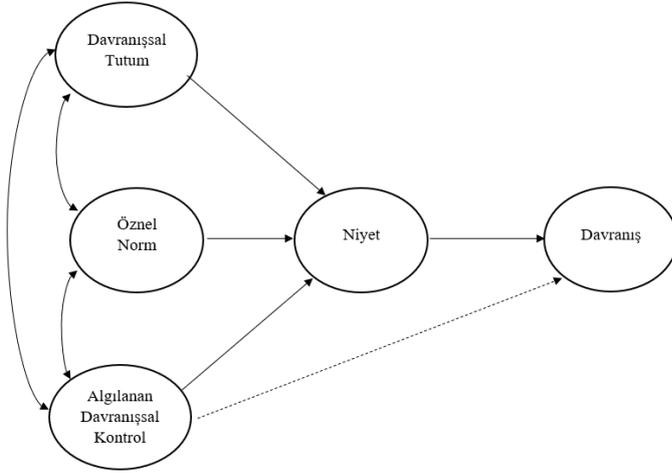 Davranışsal
Tutum
Öznel
Norm
Niyet
Davranış
Algılanan
Davranışsal
Kontrol